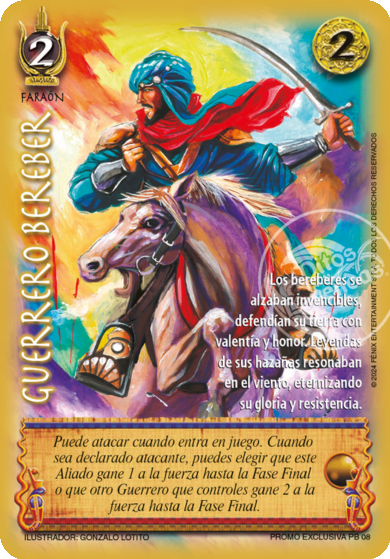 2
2
FARAÓN
GUERRERO BEREBER
Los bereberes se
alzaban invencibles,
defendían su tierra con
valentía y honor. Leyendas
de sus hazañas resonaban
en el viento, eternizando
su gloria y resistencia.
Puede atacar cuando entra en juego. Cuando
sea declarado atacante, puedes elegir que este
Aliado gane 1 a la fuerza hasta la Fase Final
o que otro Guerrero que controles gane 2 a la
fuerza hasta la Fase Final.
ILUSTRADOR: GONZALO LOTITO
PROMO EXCLUSIVA PB 08
© 2024 FÉNIX ENTERTAINMENT DERECHOS RESERVADOS